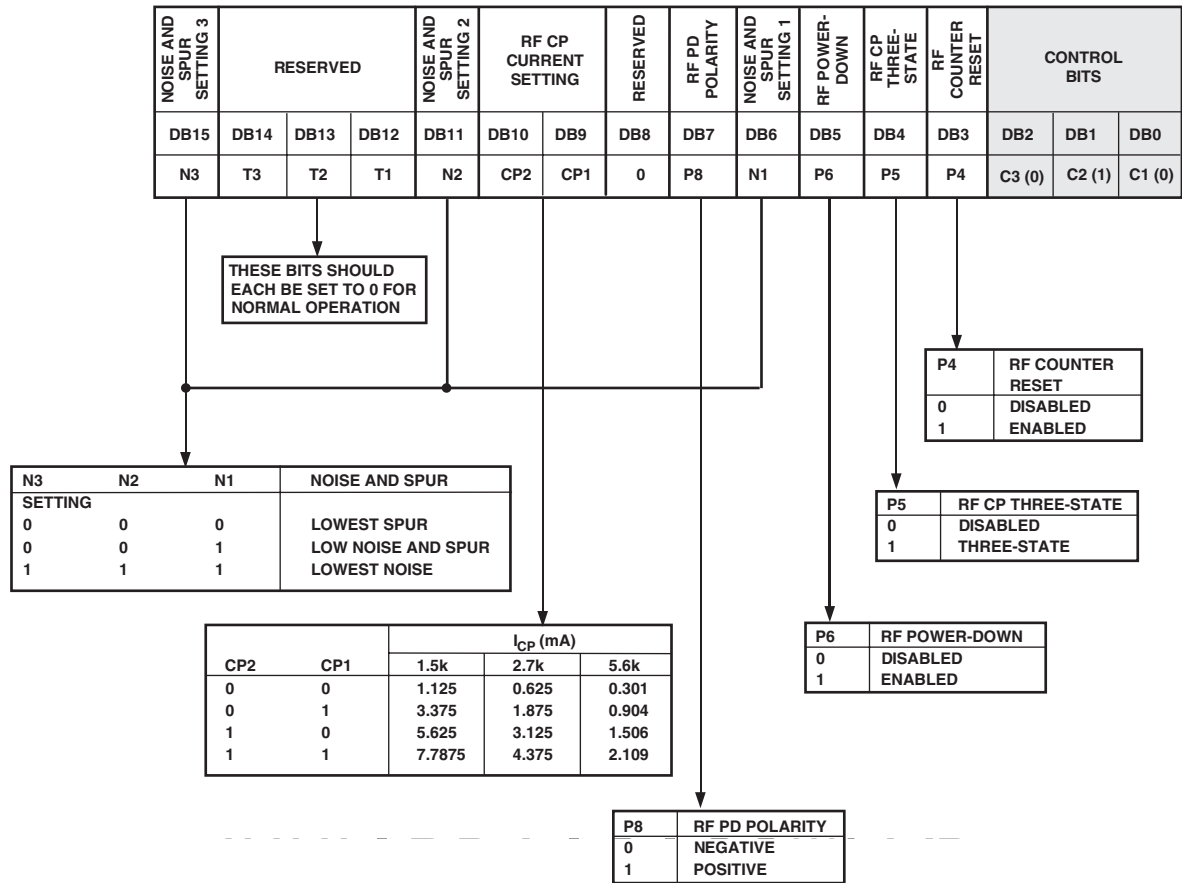 NOISE AND
SPUR
SETTING 3
RESERVED
NOISE AND
SPUR
SETTING 2
RF CP
CURRENT
SETTING
RESERVED
RF PD
POLARITY
NOISE AND
SPUR
SETTING 1
RF POWER-
DOWN
RF CP
THREE-
STATE
RF
COUNTER
RESET
CONTROL
BITS
DB15 DB14 DB13 DB12 DB11 DB10 DB9 DB8 DB7 DB6 DB5 DB4 DB3 DB2 DB1 DB0
N3 T3 T2 T1 N2 CP2 CP1 0 P8 N1 P6 P5 P4 C3 (0) C2 (1) C1 (0)
THESE BITS SHOULD
EACH BE SET TO 0 FOR
NORMAL OPERATION
P4 RF COUNTER
RESET
0 DISABLED
1 ENABLED
N3 N2 N1 NOISE AND SPUR
SETTING
0 0 0 LOWEST SPUR
0 0 1 LOW NOISE AND SPUR
1 1 1 LOWEST NOISE
P5 RF CP THREE-STATE
0 DISABLED
1 THREE-STATE
ICP (mA)
CP2 CP1 1.5k 2.7k 5.6k
0 0 1.125 0.625 0.301
0 1 3.375 1.875 0.904
1 0 5.625 3.125 1.506
1 1 7.7875 4.375 2.109
P6 RF POWER-DOWN
0 DISABLED
1 ENABLED
P8 RF PD POLARITY
0 NEGATIVE
1 POSITIVE